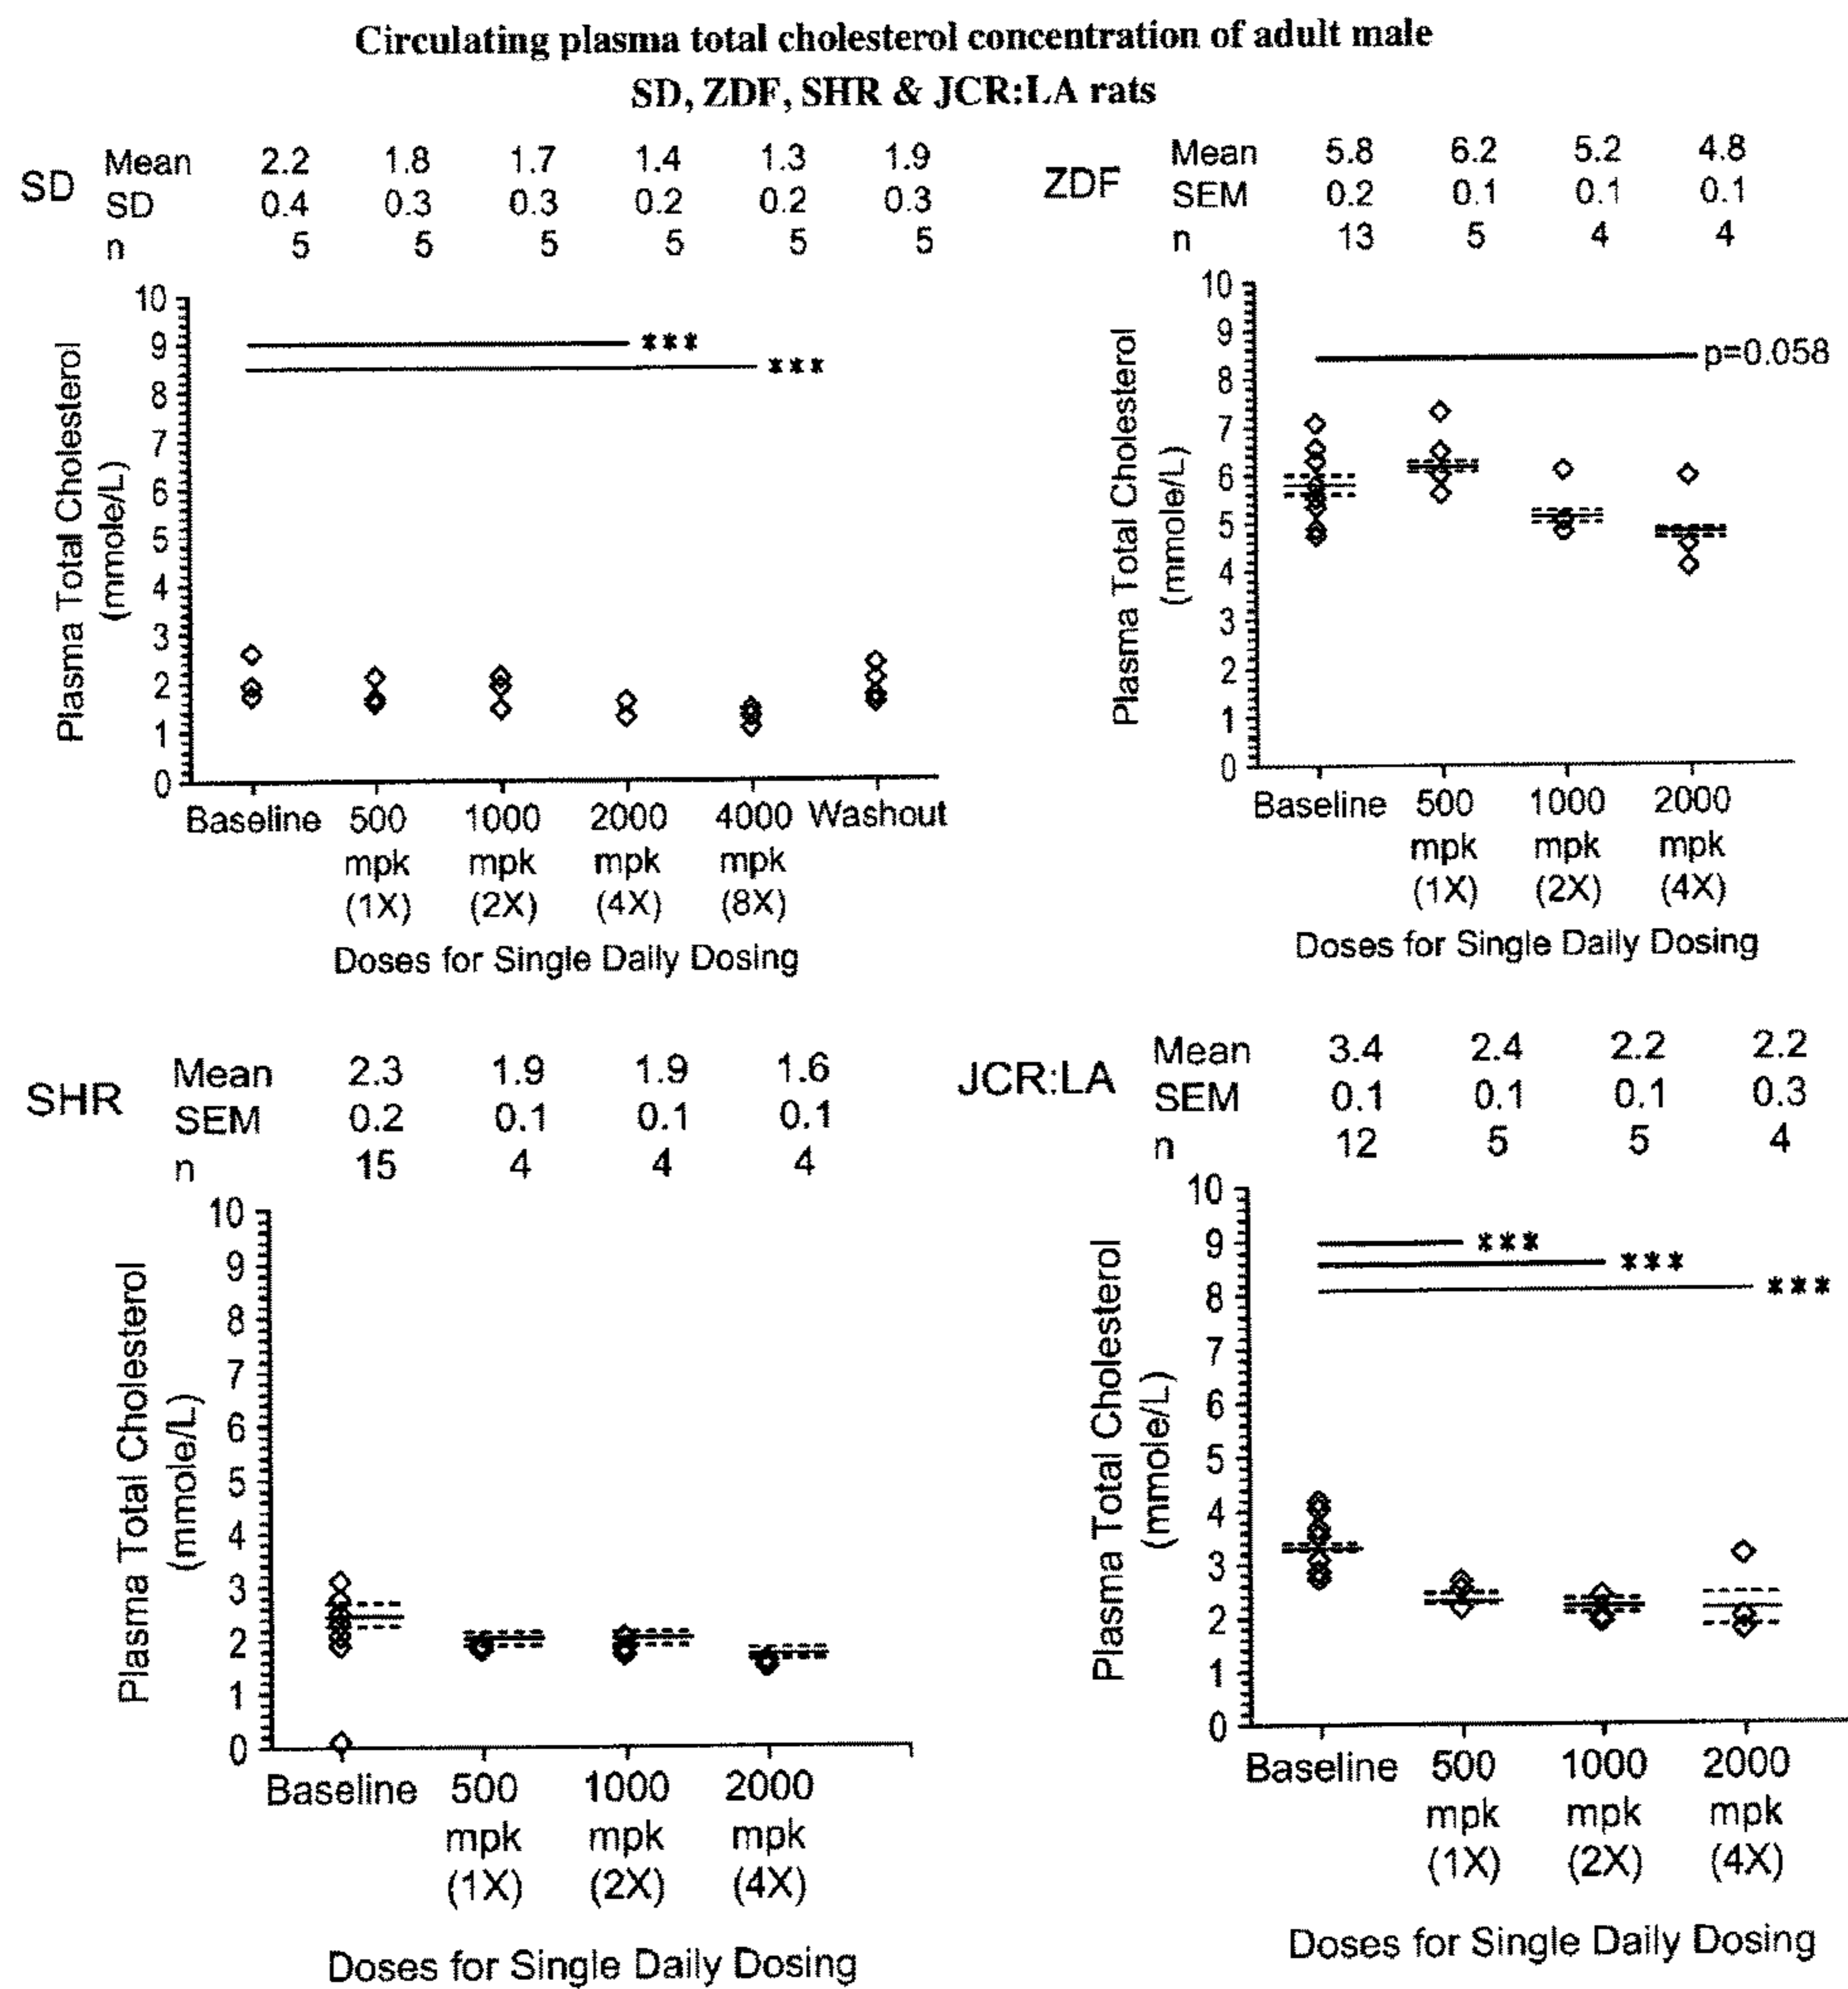 Circulating plasma total cholesterol concentration of adult male
SD, ZDF, SHR & JCR:LA rats
SD
Mean 2.2 1.8 1.7 1.4 1.3 1.9
SD 0.4 0.3 0.3 0.2 0.2 0.3
n 5 5 5 5 5 5
Plasma Total Cholesterol
(mmole/L)
10
9
8
7
6
5
4
3
2
1
0
***
***
Baseline 500 1000 2000 4000 Washout
mpk mpk mpk mpk
(1X) (2X) (4X) (8X)
Doses for Single Daily Dosing
ZDF
Mean 5.8 6.2 5.2 4.8
SEM 0.2 0.1 0.1 0.1
n 13 5 4 4
Plasma Total Cholesterol
(mmole/L)
10
9
8
7
6
5
4
3
2
1
0
p=0.058
Baseline 500 1000 2000
mpk mpk mpk
(1X) (2X) (4X)
Doses for Single Daily Dosing
SHR
Mean 2.3 1.9 1.9 1.6
SEM 0.2 0.1 0.1 0.1
n 15 4 4 4
Plasma Total Cholesterol
(mmole/L)
10
9
8
7
6
5
4
3
2
1
0
Baseline 500 1000 2000
mpk mpk mpk
(1X) (2X) (4X)
Doses for Single Daily Dosing
JCR:LA
Mean 3.4 2.4 2.2 2.2
SEM 0.1 0.1 0.1 0.3
n 12 5 5 4
Plasma Total Cholesterol
(mmole/L)
10
9
8
7
6
5
4
3
2
1
0
***
***
***
Baseline 500 1000 2000
mpk mpk mpk
(1X) (2X) (4X)
Doses for Single Daily Dosing